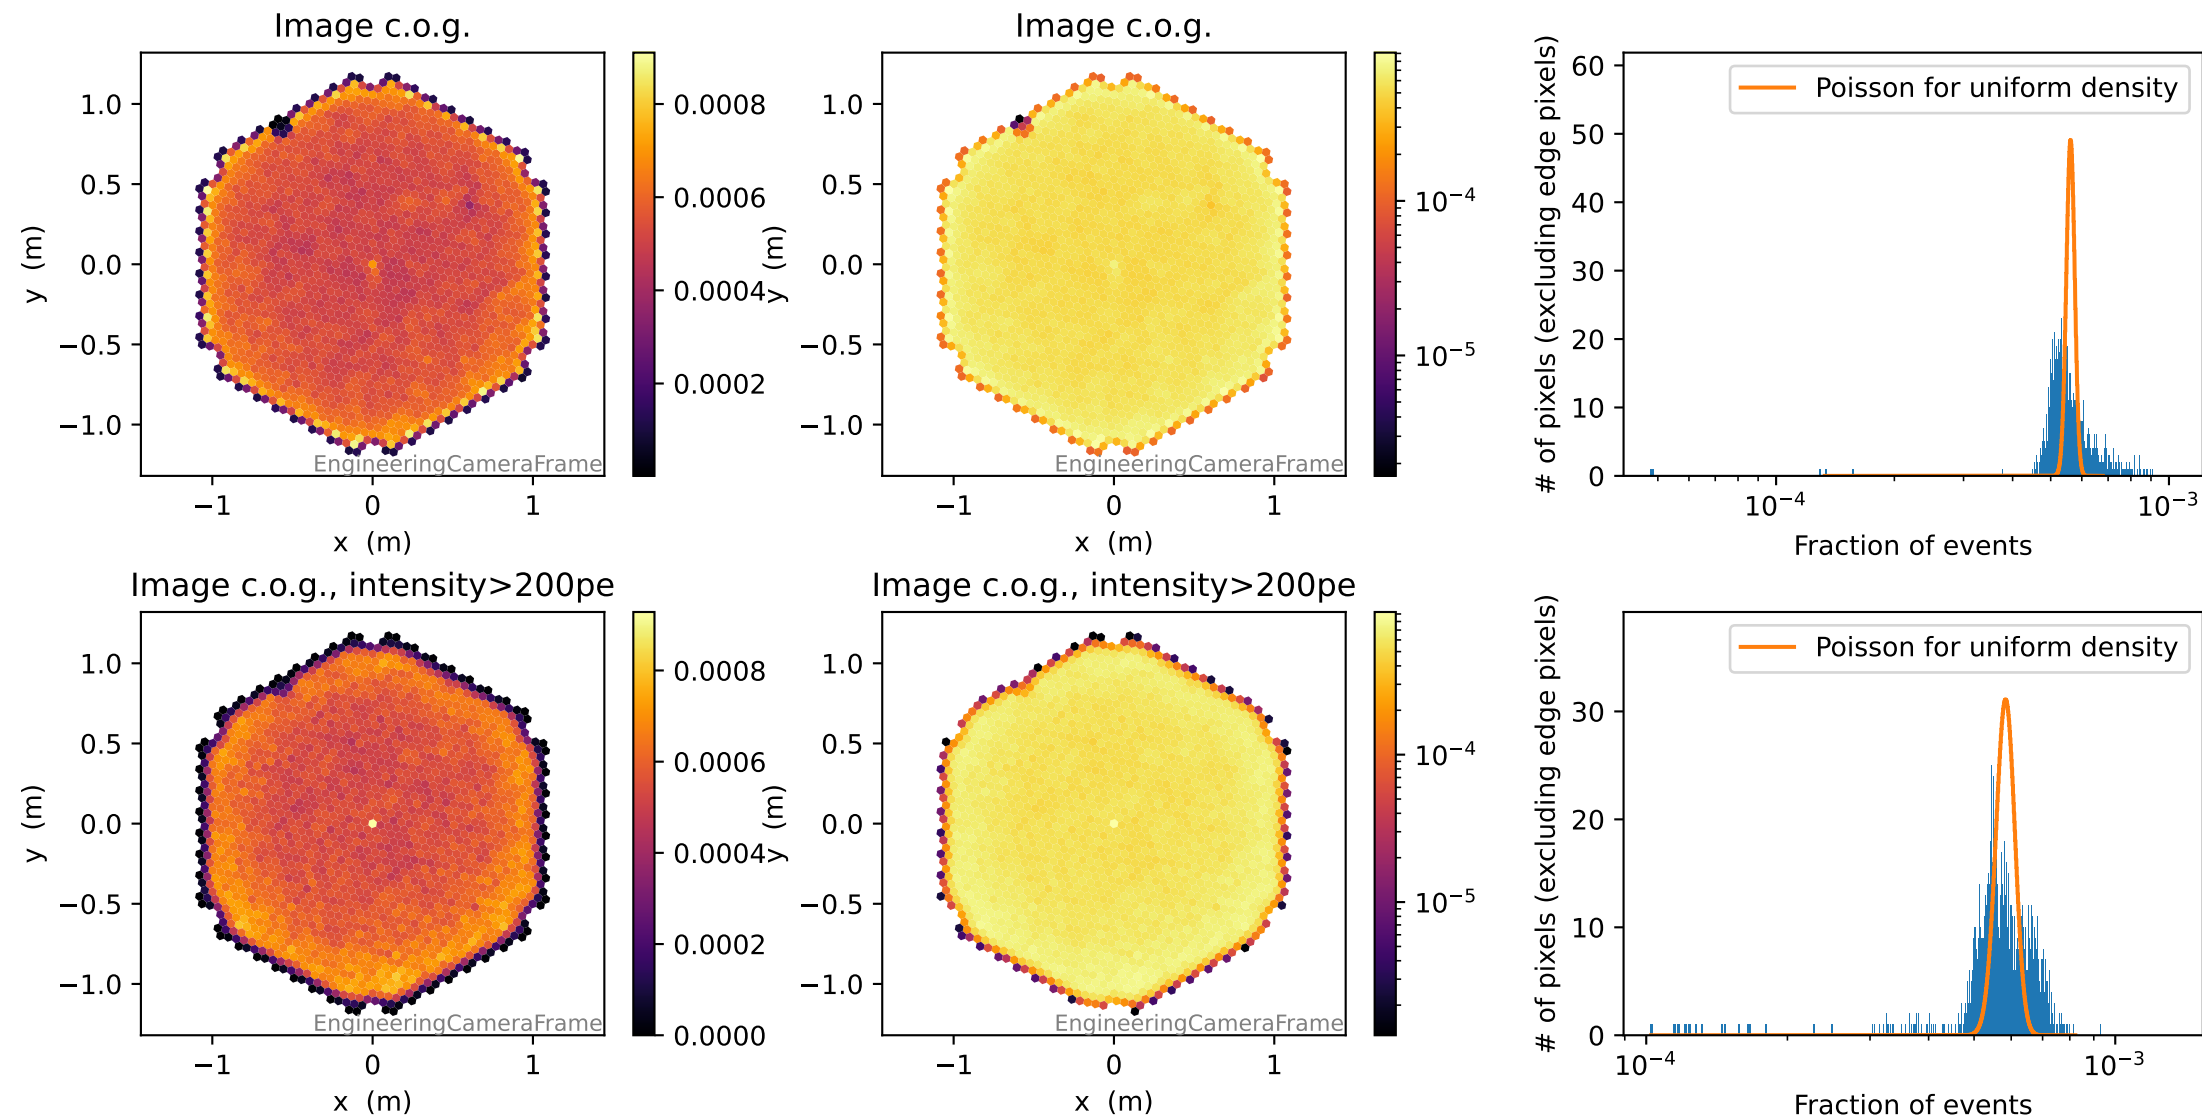 Image c.o.g.
1.0
0.5
0.0
−0.5
−1.0
y (m)
−1
0
1
x (m)
EngineeringCameraFrame
0.0008
0.0006
0.0004
0.0002
Image c.o.g.
1.0
0.5
0.0
−0.5
−1.0
y (m)
−1
0
1
x (m)
EngineeringCameraFrame
10⁻⁴
10⁻⁵
60
50
40
30
20
10
0
# of pixels (excluding edge pixels)
Poisson for uniform density
10⁻⁴
10⁻³
Fraction of events
Image c.o.g., intensity>200pe
1.0
0.5
0.0
−0.5
−1.0
y (m)
−1
0
1
x (m)
EngineeringCameraFrame
0.0008
0.0006
0.0004
0.0002
0.0000
Image c.o.g., intensity>200pe
1.0
0.5
0.0
−0.5
−1.0
y (m)
−1
0
1
x (m)
EngineeringCameraFrame
10⁻⁴
10⁻⁵
30
20
10
0
# of pixels (excluding edge pixels)
Poisson for uniform density
10⁻⁴
10⁻³
Fraction of events